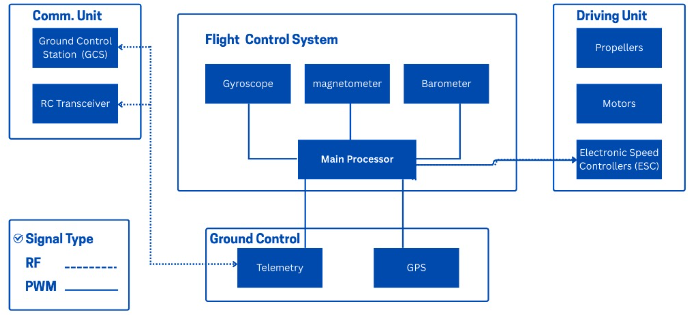 Comm. Unit
Ground Control
Station (GCS)
RC Transceiver
Flight Control System
Gyroscope
magnetometer
Barometer
Main Processor
Driving Unit
Propellers
Motors
Electronic Speed
Controllers (ESC)
Signal Type
RF
PWM
Ground Control
Telemetry
GPS